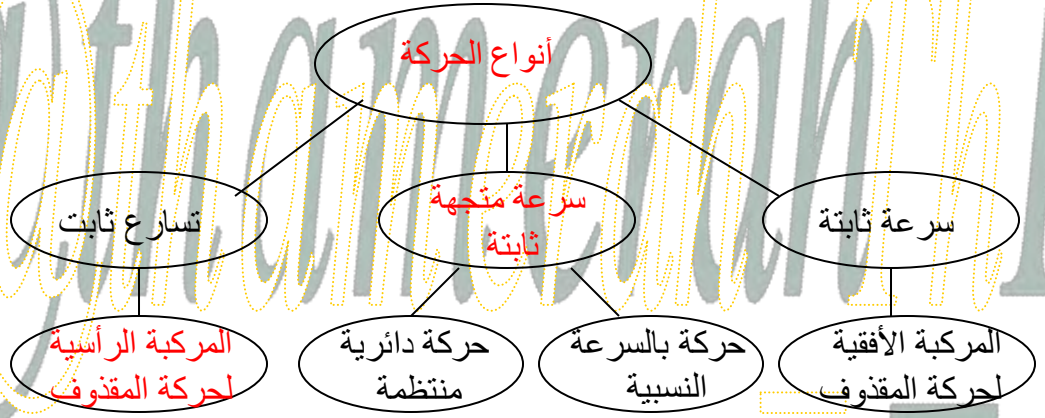 أنواع الحركة
سرعة ثابتة
سرعة متجهة
ثابتة
تسارع ثابت
المركبة الأفقية
لحركة المقذوف
حركة بالسرعة
النسبية
حركة دائرية
منتظمة
المركبة الرأسية
لحركة المقذوف